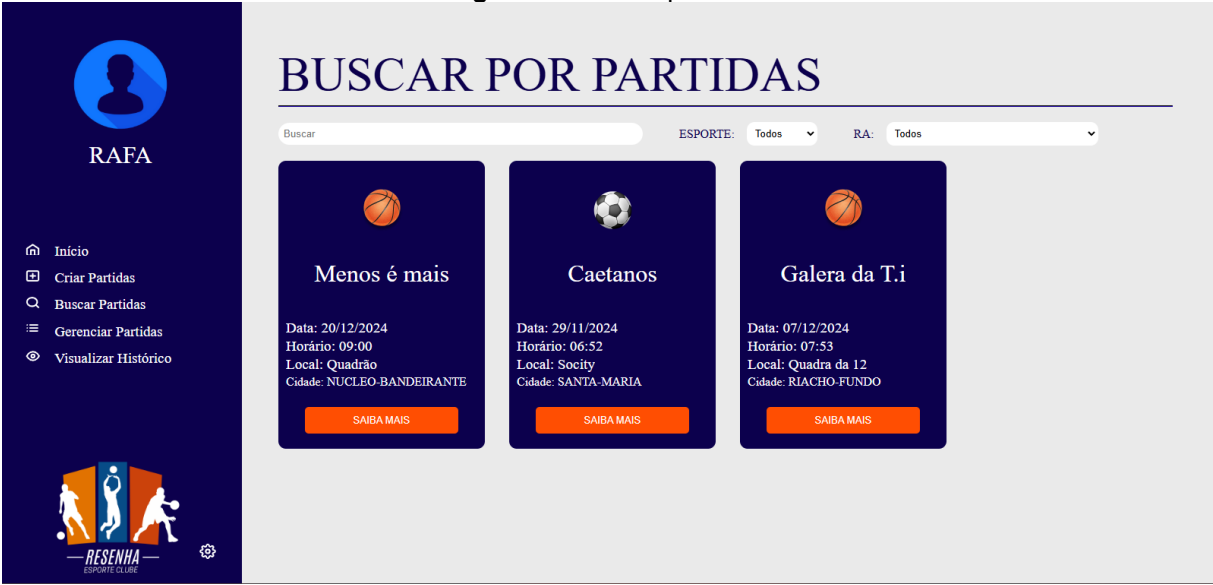 RAFA
Início
Criar Partidas
Buscar Partidas
Gerenciar Partidas
Visualizar Histórico
RESENHA
ESPORTE CLUBE
BUSCAR POR PARTIDAS
Buscar ESPORTE: Todos RA: Todos
Menos é mais
Data: 20/12/2024
Horário: 09:00
Local: Quadrão
Cidade: NUCLEO-BANDEIRANTE
SAIBA MAIS
Caetanos
Data: 29/11/2024
Horário: 06:52
Local: Socity
Cidade: SANTA-MARIA
SAIBA MAIS
Galera da T.i
Data: 07/12/2024
Horário: 07:53
Local: Quadra da 12
Cidade: RIACHO-FUNDO
SAIBA MAIS